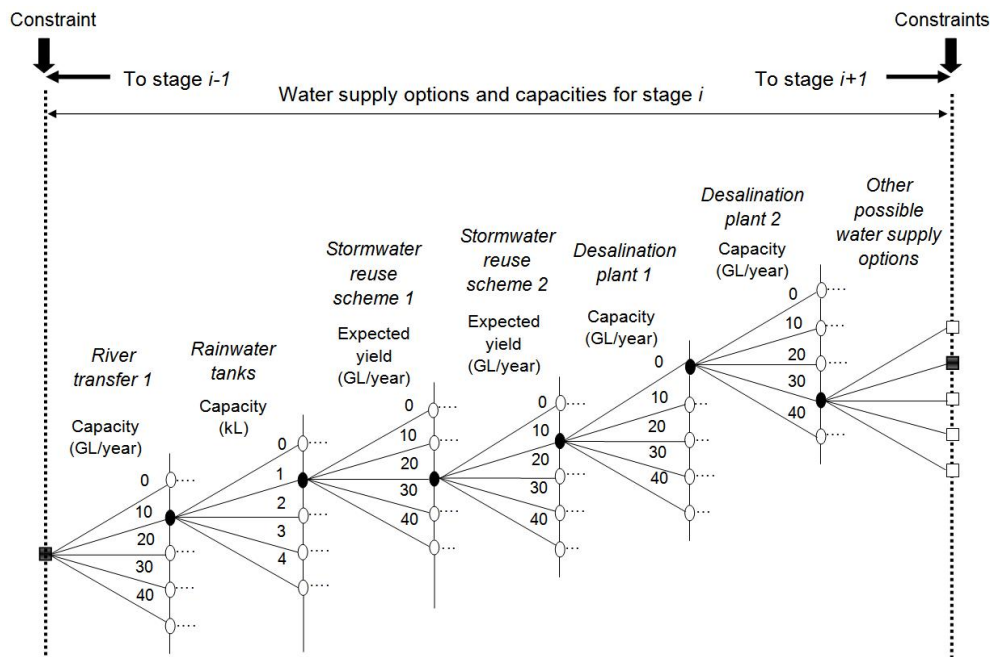 Constraint
Constraints
To stage i-1
To stage i+1
Water supply options and capacities for stage i
River
transfer 1
Capacity
(GL/year)
0
10
20
30
40
....
....
....
....
Rainwater
tanks
Capacity
(kL)
0
1
2
3
4
....
....
....
....
Stormwater
reuse
scheme 1
Expected
yield
(GL/year)
0
10
20
30
40
....
....
....
....
Stormwater
reuse
scheme 2
Expected
yield
(GL/year)
0
10
20
30
40
....
....
....
....
Desalination
plant 1
Capacity
(GL/year)
0
10
20
30
40
....
....
....
....
Desalination
plant 2
Capacity
(GL/year)
0
10
20
30
40
....
....
....
....
Other
possible
water supply
options